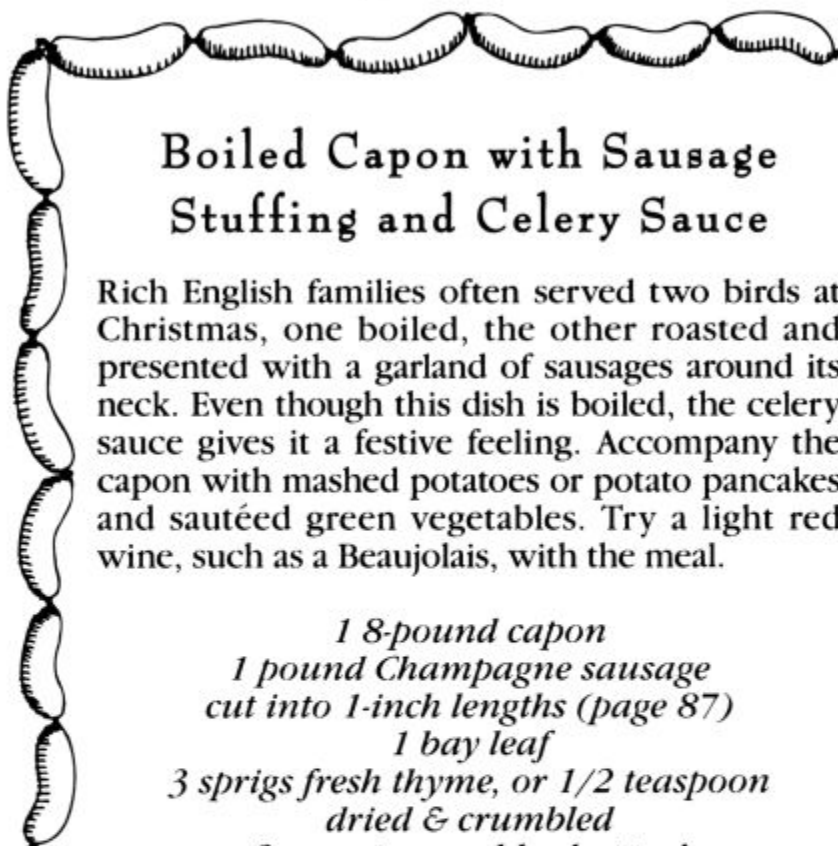 Boiled Capon with Sausage
Stuffing and Celery Sauce
Rich English families often served two birds at
Christmas, one boiled, the other roasted and
presented with a garland of sausages around its
neck. Even though this dish is boiled, the celery
sauce gives it a festive feeling. Accompany the
capon with mashed potatoes or potato pancakes
and sautéed green vegetables. Try a light red
wine, such as a Beaujolais, with the meal.
1 8-pound capon
1 pound Champagne sausage
cut into 1-inch lengths (page 87)
1 bay leaf
3 sprigs fresh thyme, or 1/2 teaspoon
dried & crumbled